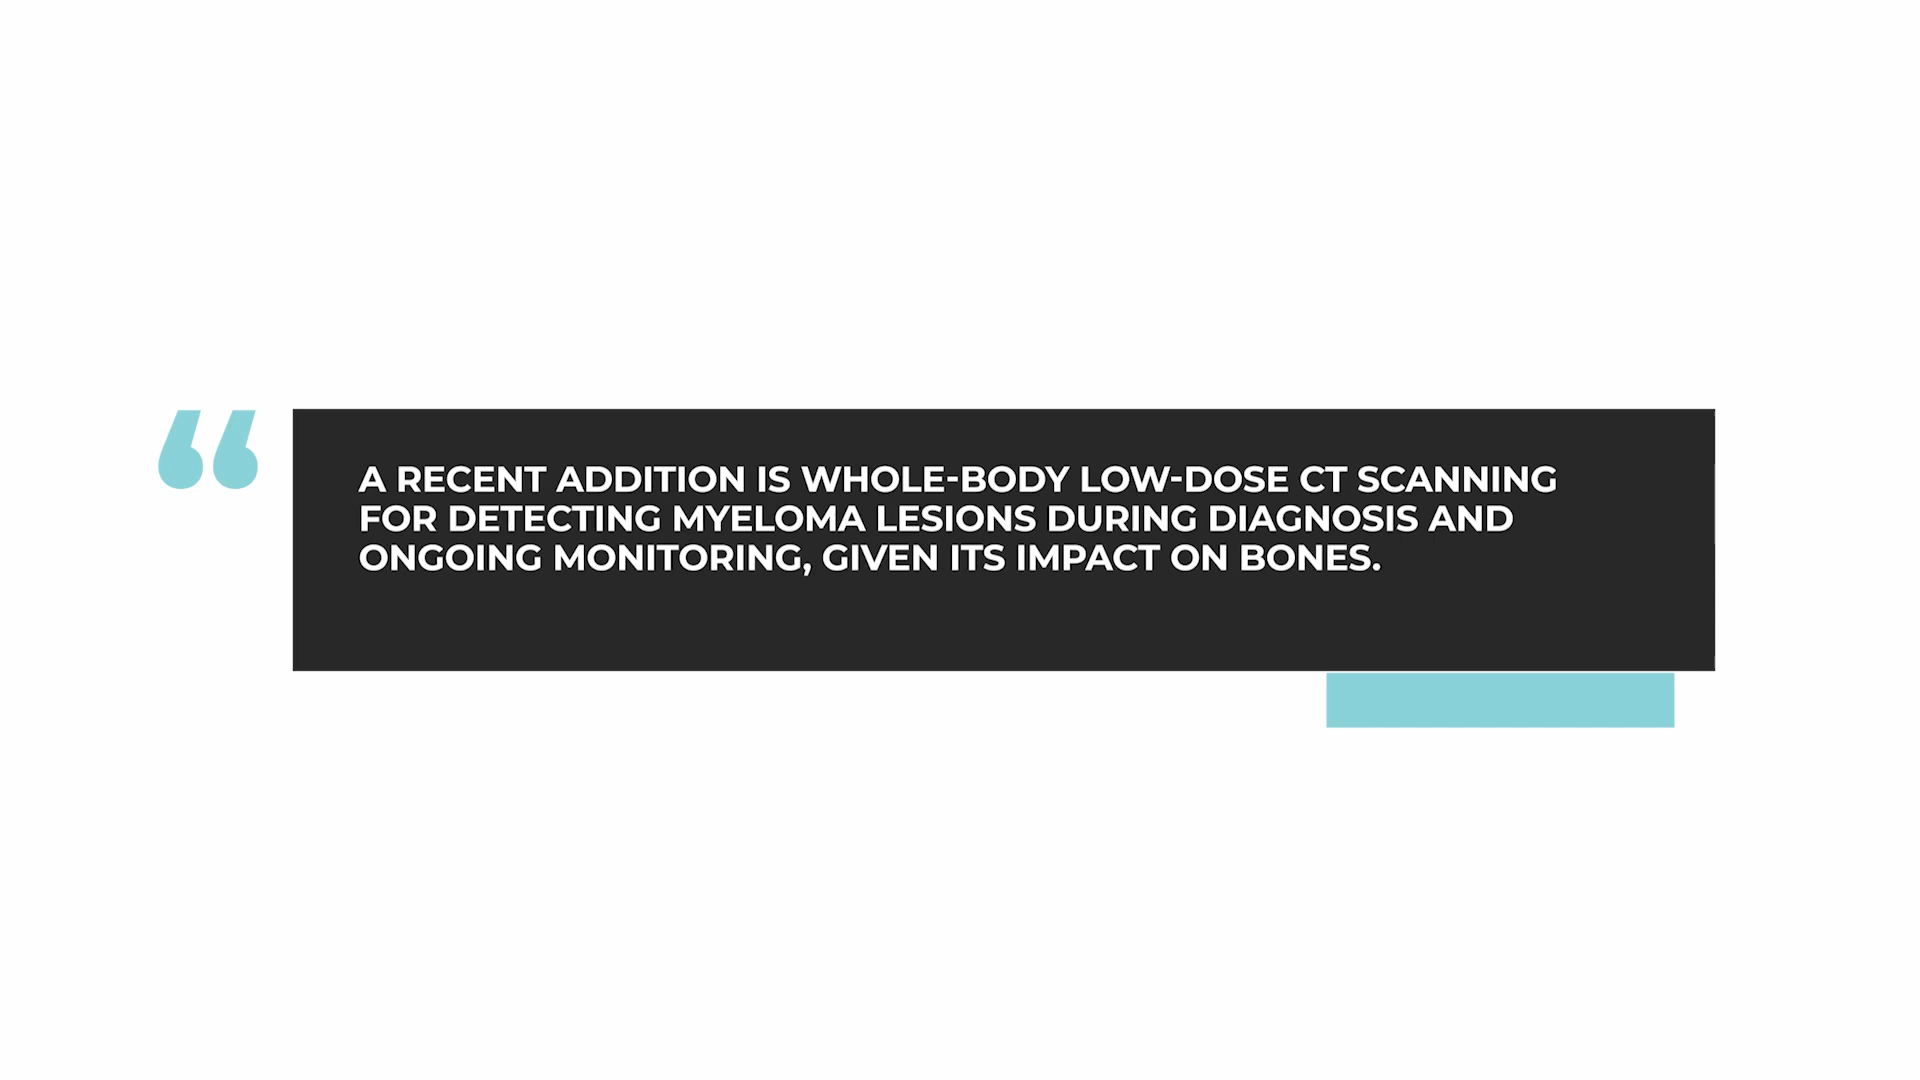 “
A RECENT ADDITION IS WHOLE-BODY LOW-DOSE CT SCANNING
FOR DETECTING MYELOMA LESIONS DURING DIAGNOSIS AND
ONGOING MONITORING, GIVEN ITS IMPACT ON BONES.